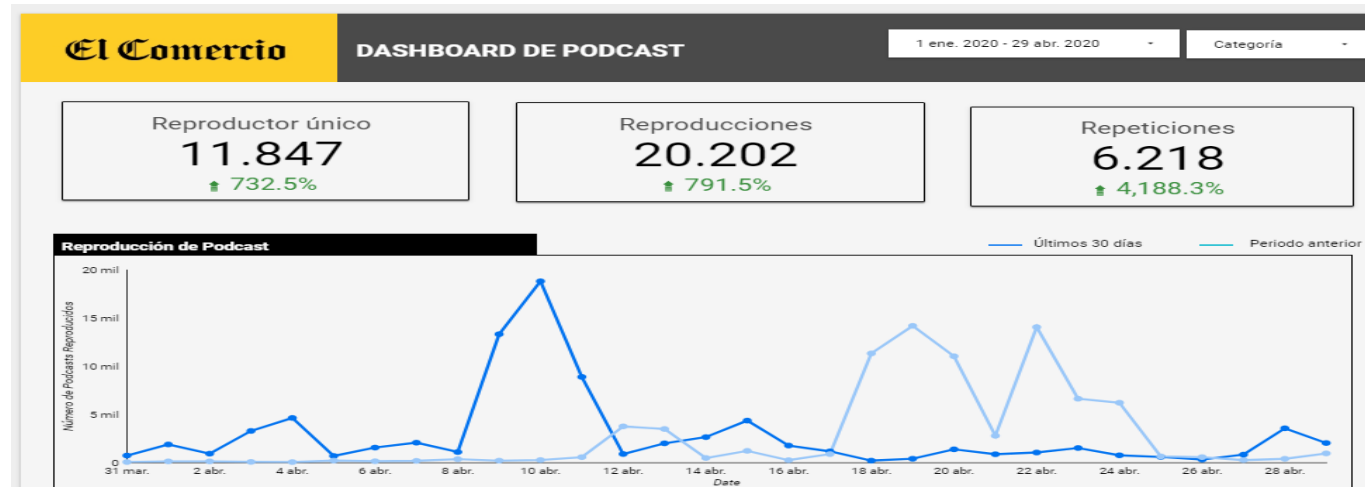 El Comercio
DASHBOARD DE PODCAST
1 ene. 2020 - 29 abr. 2020
Categoría
Reproductor único
11.847
732.5%
Reproducciones
20.202
791.5%
Repeticiones
6.218
4,188.3%
Reproducción de Podcast
Últimos 30 días
Periodo anterior
Número de Podcasts Reproducidos
20 mil
15 mil
10 mil
5 mil
0
31 mar.
2 abr.
4 abr.
6 abr.
8 abr.
10 abr.
12 abr.
14 abr.
16 abr.
18 abr.
20 abr.
22 abr.
24 abr.
26 abr.
28 abr.
Date